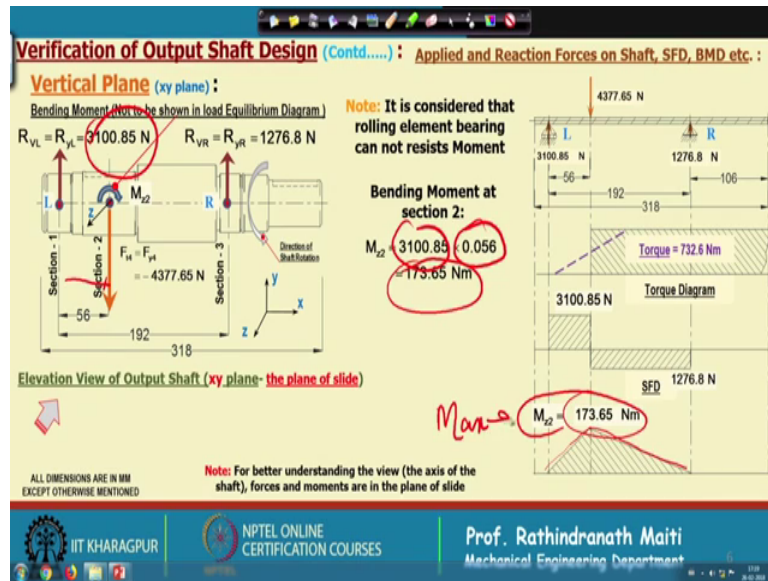 Verification of Output Shaft Design (Contd.....) : Applied and Reaction Forces on Shaft, SFD, BMD etc. :
Vertical Plane (xy plane) :
Bending Moment (Not to be shown in load Equilibrium Diagram )
R_VL = R_yL = 3100.85 N R_VR = R_yR = 1276.8 N
L
M_z2
R
z
F_s4 = F_y4
= - 4377.65 N
Section - 1
Section - 2
Section - 3
Direction of
Shaft Rotation
56
192
318
y
x
z
Elevation View of Output Shaft (xy plane- the plane of slide)
ALL DIMENSIONS ARE IN MM
EXCEPT OTHERWISE MENTIONED
Note: It is considered that
rolling element bearing
can not resists Moment
Bending Moment at
section 2:
M_z2 = 3100.85 × 0.056
= 173.65 Nm
Note: For better understanding the view (the axis of the
shaft), forces and moments are in the plane of slide
4377.65 N
L
R
3100.85 N
1276.8 N
56
106
192
318
Torque = 732.6 Nm
Torque Diagram
3100.85 N
SFD
1276.8 N
M_z2 = 173.65 Nm
IIT KHARAGPUR
NPTEL ONLINE
CERTIFICATION COURSES
NPTEL
Prof. Rathindranath Maiti
Mechanical Engineering Department
6
17:19